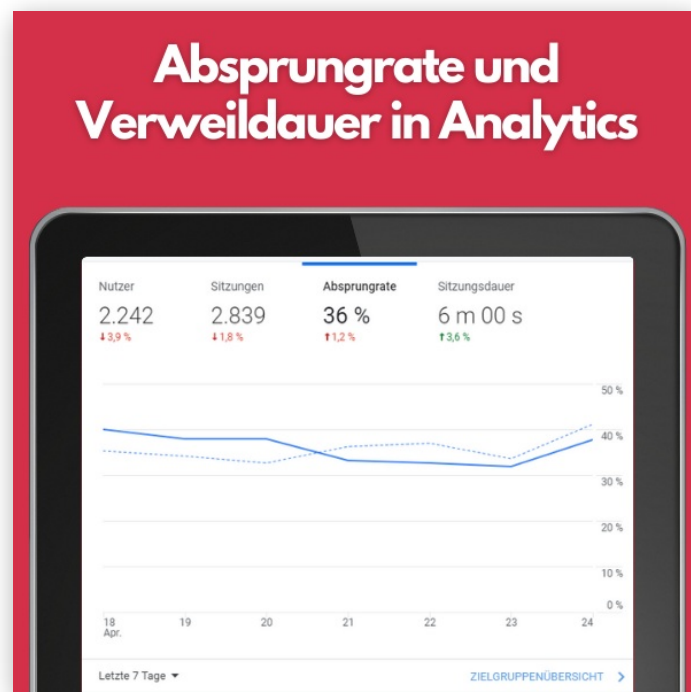 Absprungrate und
Verweildauer in Analytics
Nutzer Sitzungen Absprungrate Sitzungsdauer
2.242 2.839 36 % 6 m 00 s
↓3,9 % ↓1,8 % ↑1,2 % ↑3,6 %
50 %
40 %
30 %
20 %
10 %
0 %
18 19 20 21 22 23 24
Apr.
Letzte 7 Tage ZIELGRUPPENÜBERSICHT